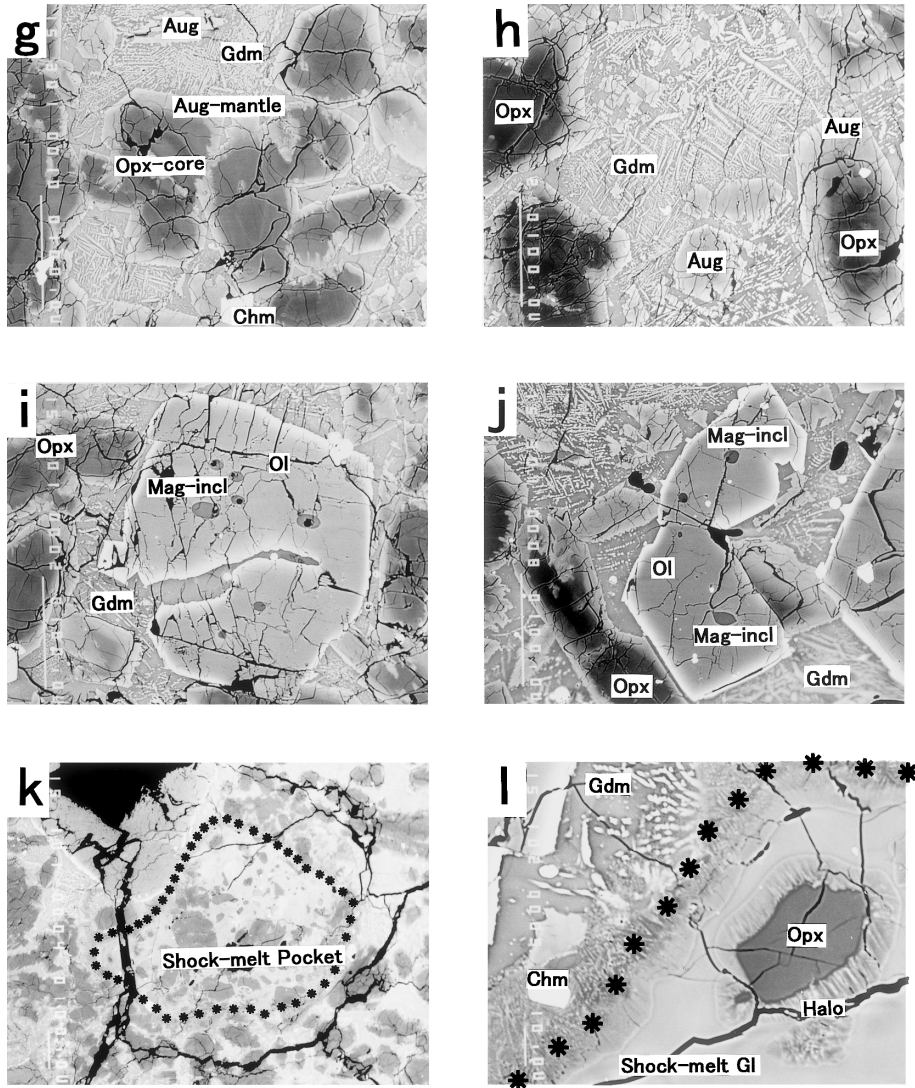 g
Aug
Gdm
Aug-mantle
Opx-core
Chm
h
Opx
Aug
Gdm
Aug
Opx
i
Opx
Ol
Mag-incl
Gdm
j
Mag-incl
Ol
Mag-incl
Gdm
Opx
k
Shock-melt Pocket
l
Gdm
Opx
Chm
Halo
Shock-melt Gl